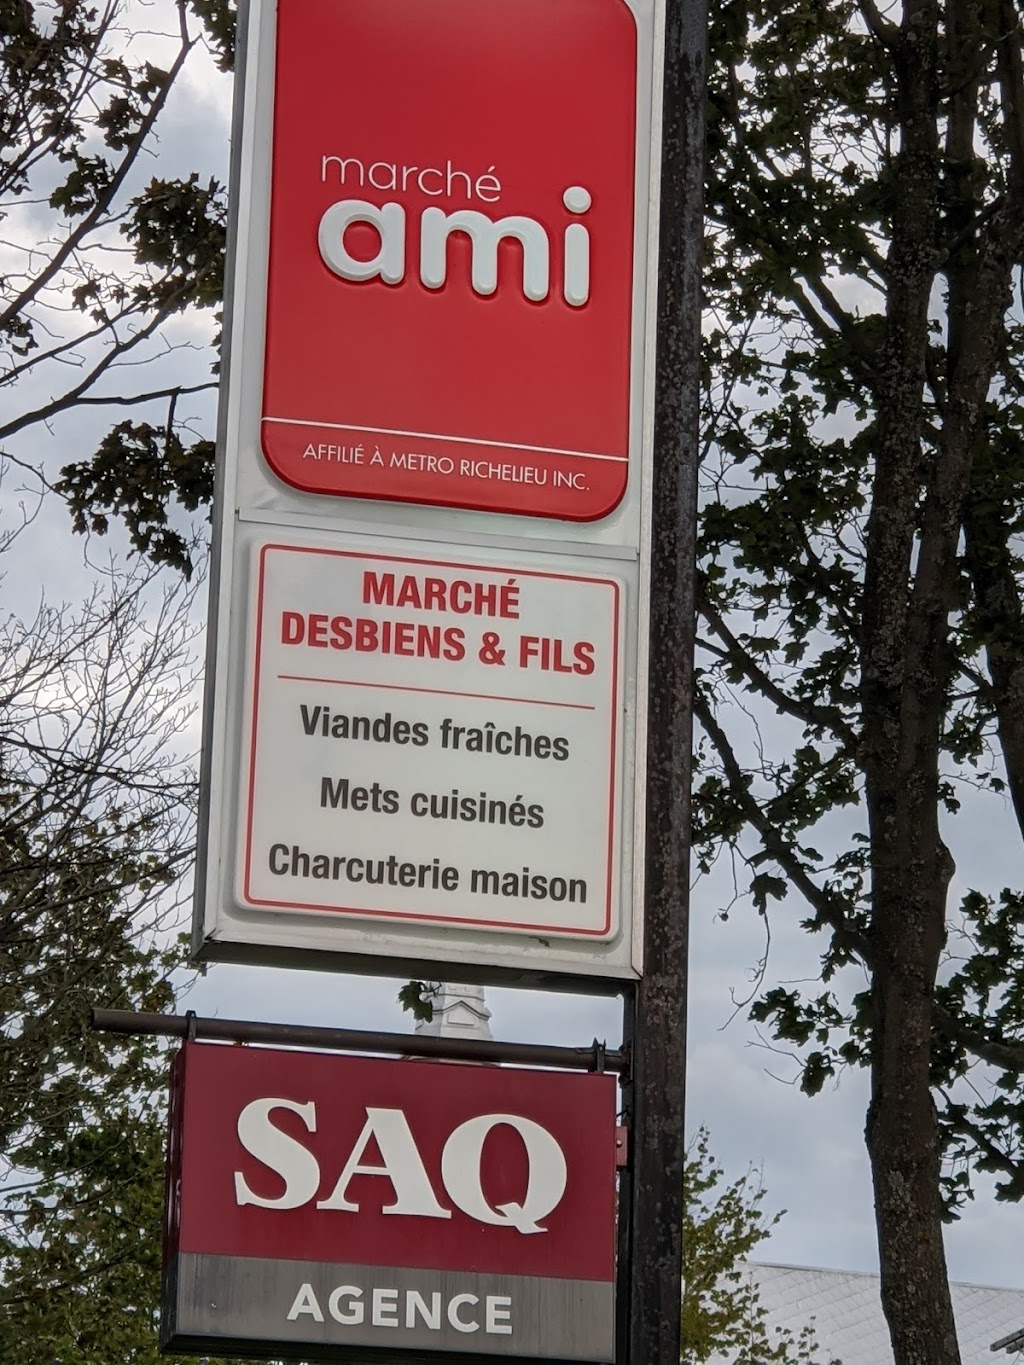 marché
ami
AFFILIÉ À METRO RICHELIEU INC.
MARCHÉ
DESBIENS & FILS
Viandes fraîches
Mets cuisinés
Charcuterie maison
SAQ
AGENCE